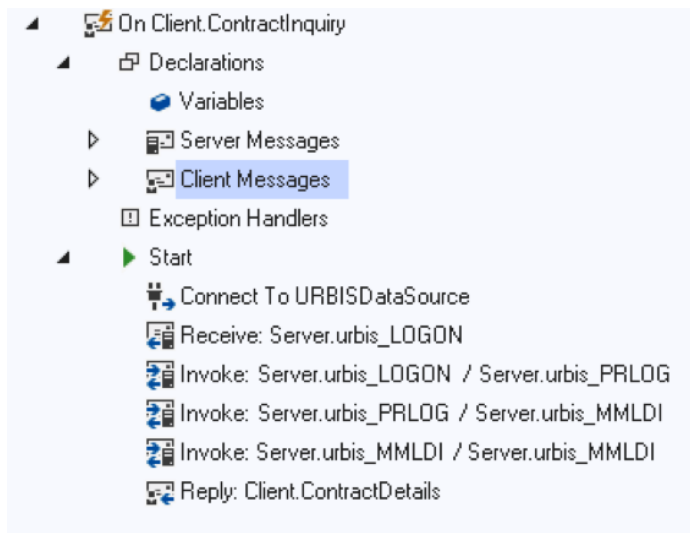 On Client.ContractInquiry
Declarations
Variables
Server Messages
Client Messages
Exception Handlers
Start
Connect To URBISDataSource
Receive: Server.urbis_LOGON
Invoke: Server.urbis_LOGON / Server.urbis_PRLOG
Invoke: Server.urbis_PRLOG / Server.urbis_MMLDI
Invoke: Server.urbis_MMLDI / Server.urbis_MMLDI
Reply: Client.ContractDetails